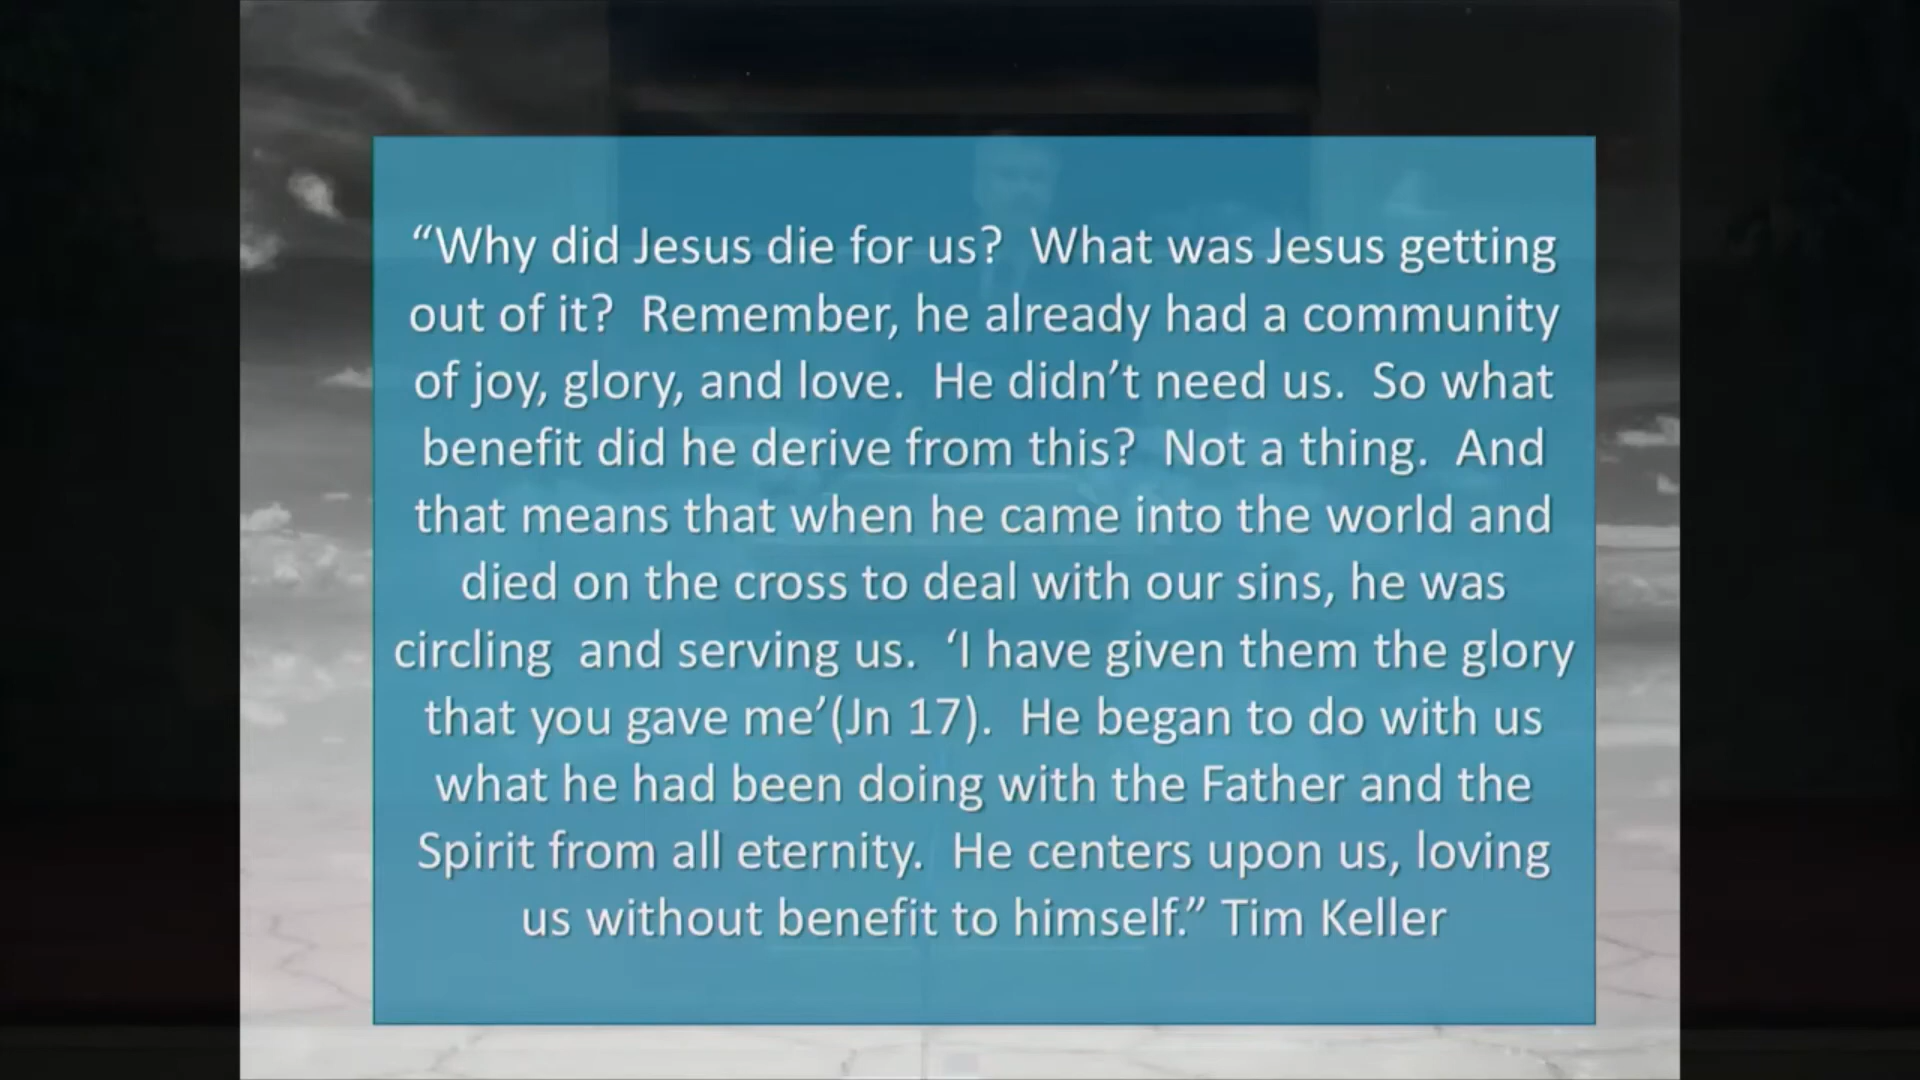 “Why did Jesus die for us?  What was Jesus getting
out of it?  Remember, he already had a community
of joy, glory, and love.  He didn’t need us.  So what
benefit did he derive from this?  Not a thing.  And
that means that when he came into the world and
died on the cross to deal with our sins, he was
circling  and serving us.  ‘I have given them the glory
that you gave me’(Jn 17).  He began to do with us
what he had been doing with the Father and the
Spirit from all eternity.  He centers upon us, loving
us without benefit to himself.” Tim Keller